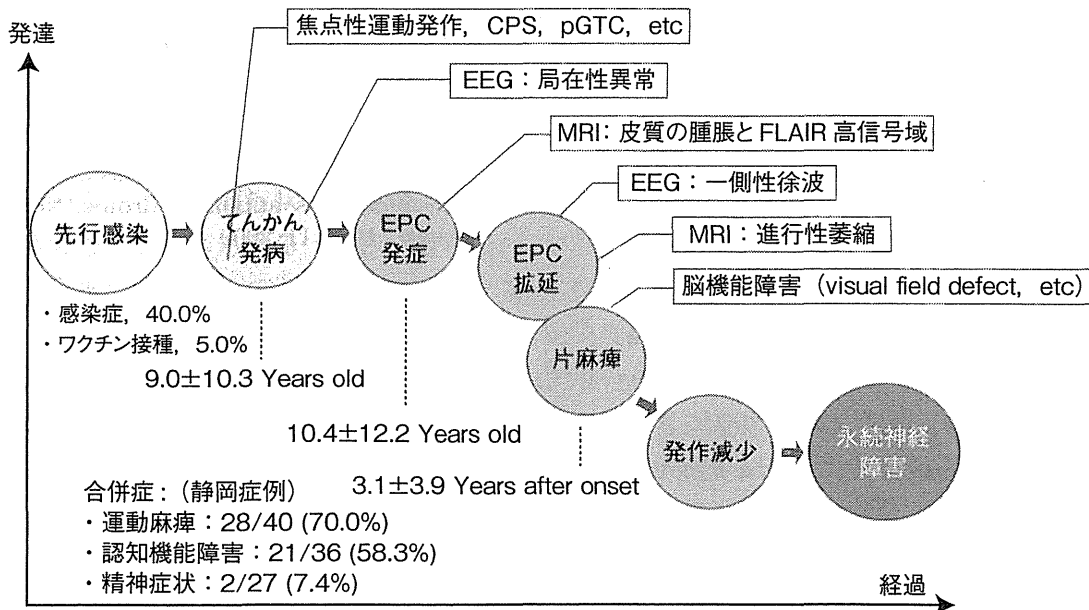 焦点性運動発作，CPS，pGTC，etc
発達
EEG：局在性異常
MRI：皮質の腫脹とFLAIR 高信号域
EEG：一側性徐波
先行感染
てんかん
発病
EPC
発症
EPC
拡延
MRI：進行性萎縮
脳機能障害（visual field defect，etc）
・感染症，40.0%
・ワクチン接種，5.0%
片麻痺
9.0±10.3 Years old
10.4±12.2 Years old
発作減少
永続神経
障害
3.1±3.9 Years after onset
合併症：（静岡症例）
・運動麻痺：28/40 (70.0%)
・認知機能障害：21/36 (58.3%)
・精神症状：2/27 (7.4%)
経過